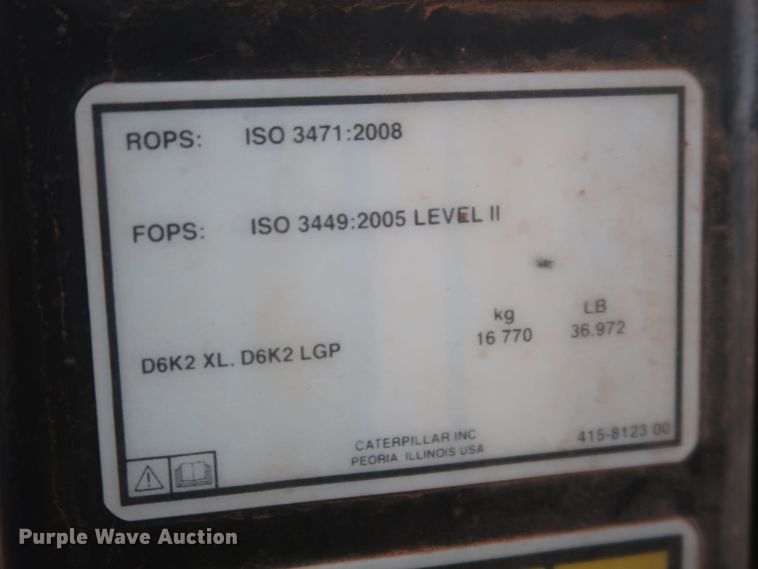 ROPS: ISO 3471:2008
FOPS: ISO 3449:2005 LEVEL II
kg LB
D6K2 XL. D6K2 LGP 16 770 36,972
CATERPILLAR INC
PEORIA, ILLINOIS USA
415-8123 00
Purple Wave Auction